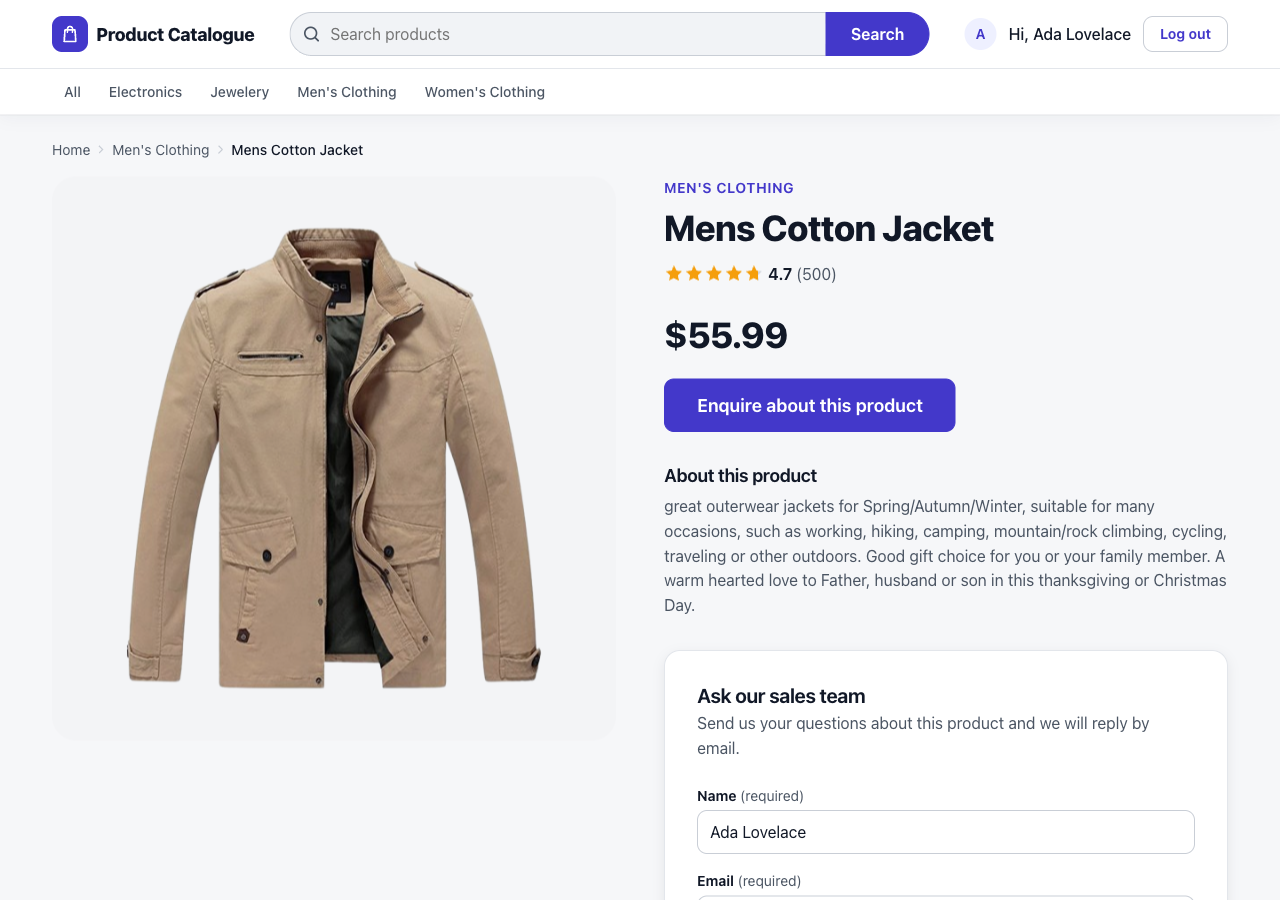 Product Catalogue
Search products
Search
A
Hi, Ada Lovelace
Log out
All
Electronics
Jewelery
Men's Clothing
Women's Clothing
Home
Men's Clothing
Mens Cotton Jacket
MEN'S CLOTHING
Mens Cotton Jacket
4.7 (500)
$55.99
Enquire about this product
About this product
great outerwear jackets for Spring/Autumn/Winter, suitable for many
occasions, such as working, hiking, camping, mountain/rock climbing, cycling,
traveling or other outdoors. Good gift choice for you or your family member. A
warm hearted love to Father, husband or son in this thanksgiving or Christmas
Day.
Ask our sales team
Send us your questions about this product and we will reply by
email.
Name (required)
Ada Lovelace
Email (required)